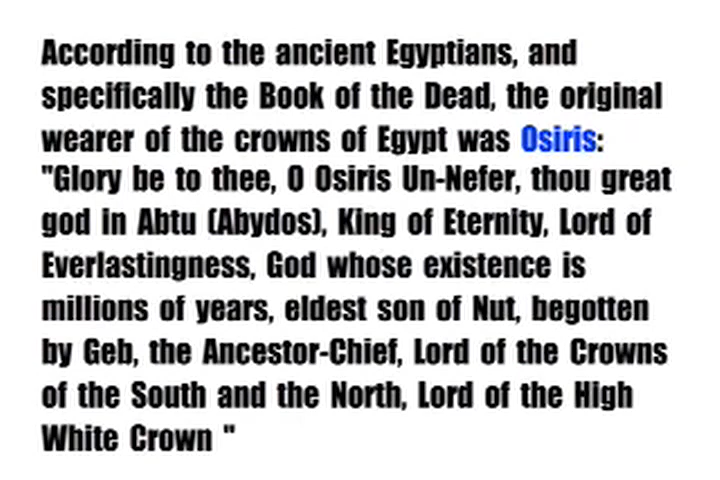 According to the ancient Egyptians, and
specifically the Book of the Dead, the original
wearer of the crowns of Egypt was Osiris:
"Glory be to thee, O Osiris Un-Nefer, thou great
god in Abtu (Abydos), King of Eternity, Lord of
Everlastingness, God whose existence is
millions of years, eldest son of Nut, begotten
by Geb, the Ancestor-Chief, Lord of the Crowns
of the South and the North, Lord of the High
White Crown "